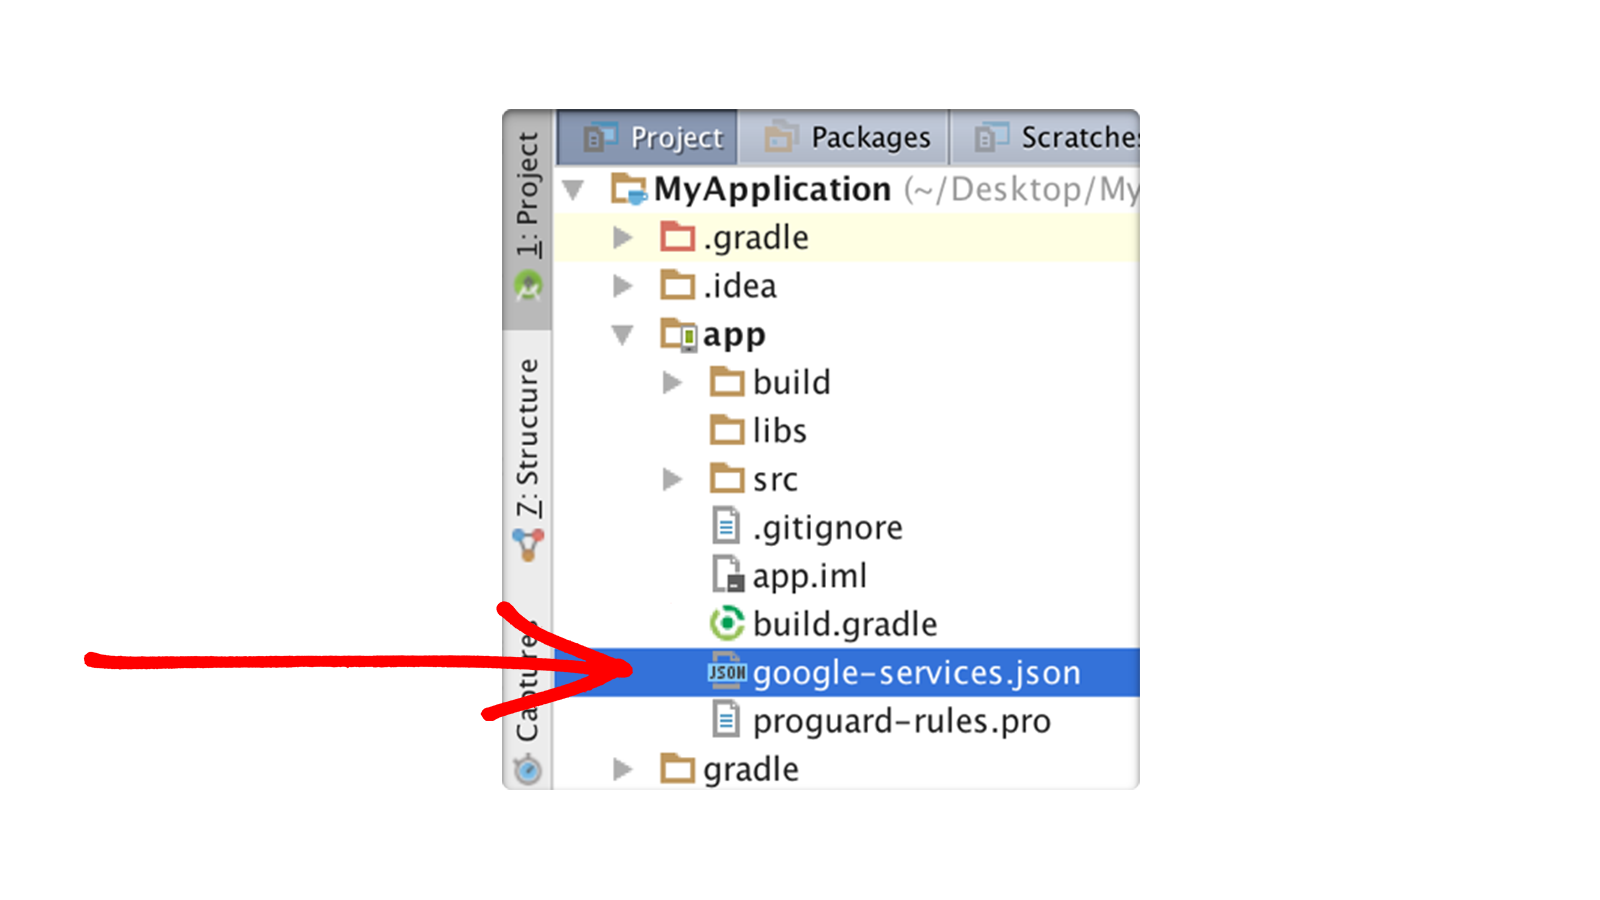 Project Packages Scratche
1: Project
MyApplication (~/Desktop/My
.gradle
.idea
app
build
7: Structure
libs
src
.gitignore
app.iml
build.gradle
Captures
JSON google-services.json
proguard-rules.pro
gradle